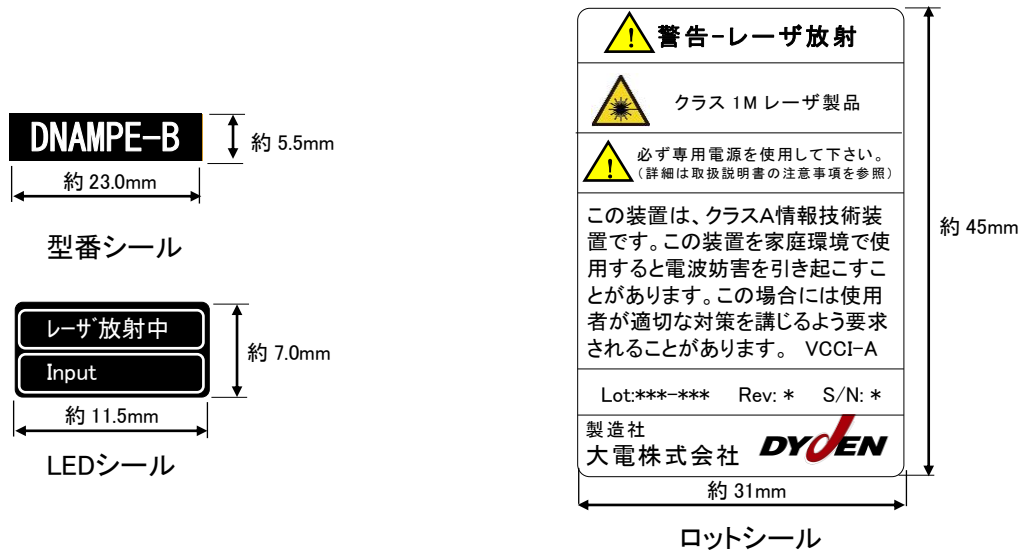 DNAMPE-B
約 5.5mm
約 23.0mm
型番シール
レーザ放射中
Input
約 7.0mm
約 11.5mm
LEDシール
警告-レーザ放射
クラス 1M レーザ製品
必ず専用電源を使用して下さい。
(詳細は取扱説明書の注意事項を参照)
この装置は、クラスA情報技術装
置です。この装置を家庭環境で使
用すると電波妨害を引き起こすこ
とがあります。この場合には使用
者が適切な対策を講じるよう要求
されることがあります。 VCCI-A
Lot:***-*** Rev: * S/N: *
製造社
大電株式会社 DYDEN
約 45mm
約 31mm
ロットシール